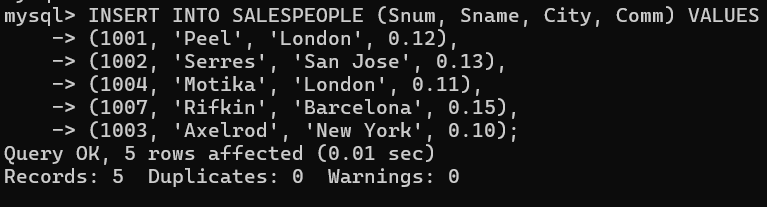 mysql> INSERT INTO SALESPEOPLE (Snum, Sname, City, Comm) VALUES
    -> (1001, 'Peel', 'London', 0.12),
    -> (1002, 'Serres', 'San Jose', 0.13),
    -> (1004, 'Motika', 'London', 0.11),
    -> (1007, 'Rifkin', 'Barcelona', 0.15),
    -> (1003, 'Axelrod', 'New York', 0.10);
Query OK, 5 rows affected (0.01 sec)
Records: 5  Duplicates: 0  Warnings: 0